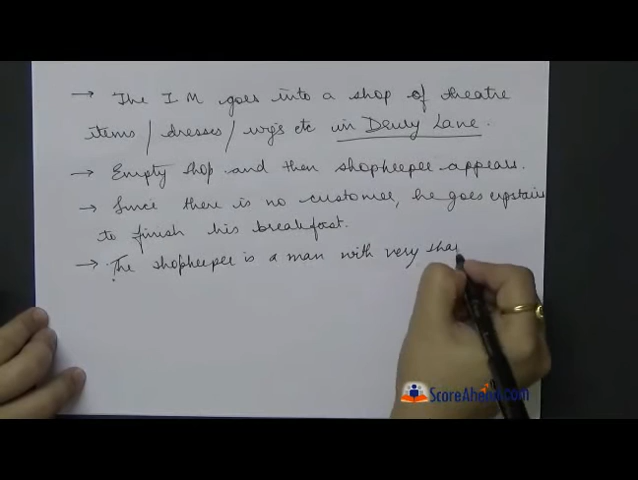 → The I M goes into a shop of theatre
items / dresses / wigs etc in Drury Lane.
→ Empty shop and then shopkeeper appears.
→ Since there is no customer, he goes upstairs
to finish his breakfast.
→ The shopkeeper is a man with very shar
ScoreAhead.com